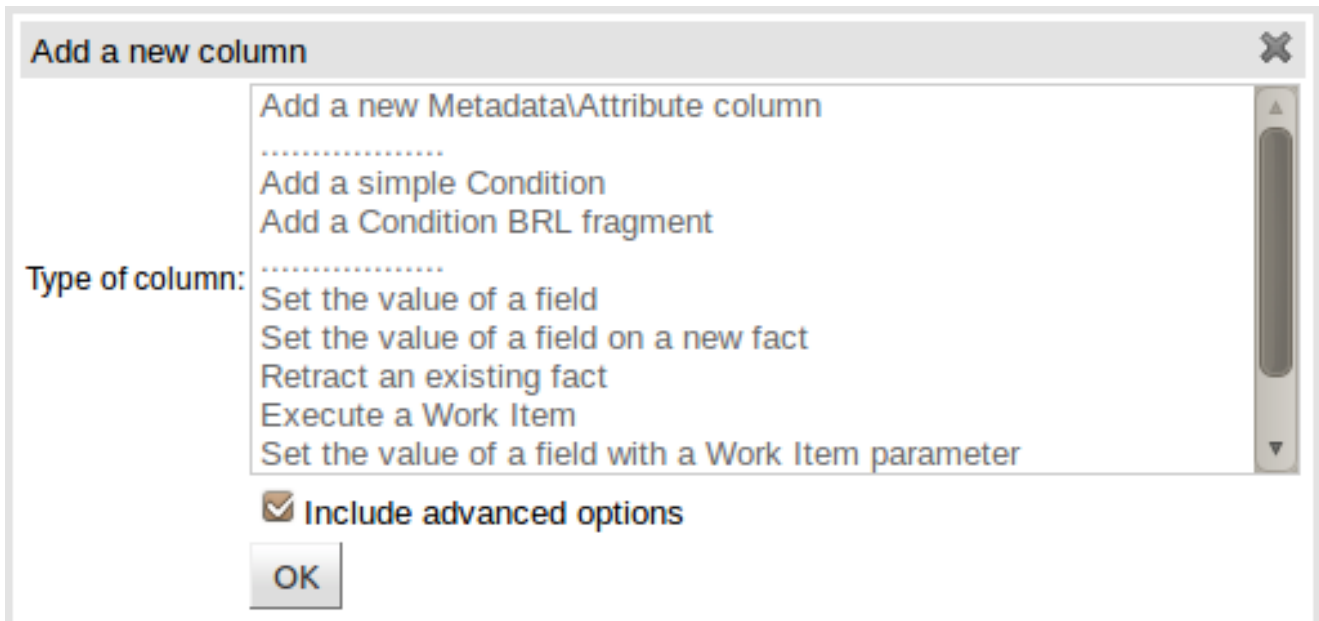 Add a new column
Add a new Metadata\Attribute column
..................
Add a simple Condition
Add a Condition BRL fragment
..................
Type of column:
Set the value of a field
Set the value of a field on a new fact
Retract an existing fact
Execute a Work Item
Set the value of a field with a Work Item parameter
Include advanced options
OK